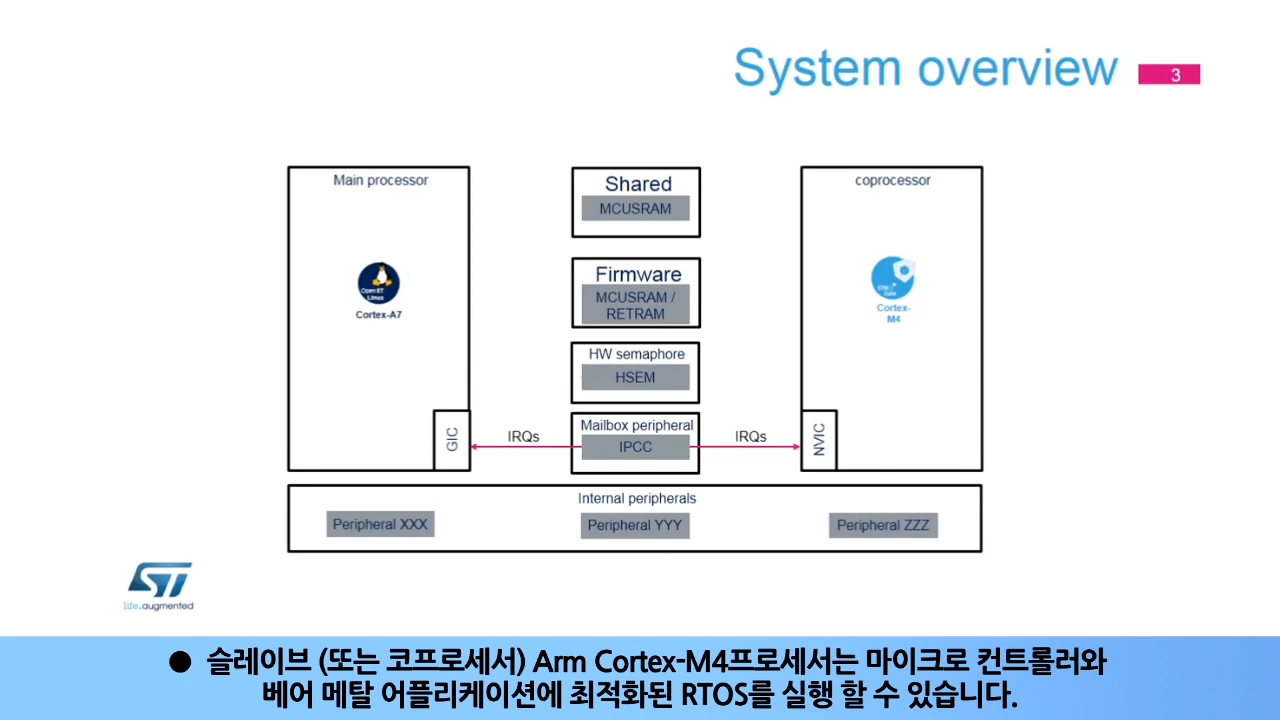 System overview
3
Main processor
Shared
MCUSRAM
coprocessor
Firmware
MCUSRAM /
RETRAM
Linux
Cortex-A7
Cortex-
M4
HW semaphore
HSEM
Mailbox peripheral
IPCC
GIC
IRQs
IRQs
NVIC
Internal peripherals
Peripheral XXX
Peripheral YYY
Peripheral ZZZ
ST
life.augmented
● 슬레이브 (또는 코프로세서) Arm Cortex-M4프로세서는 마이크로 컨트롤러와
베어 메탈 어플리케이션에 최적화된 RTOS를 실행 할 수 있습니다.